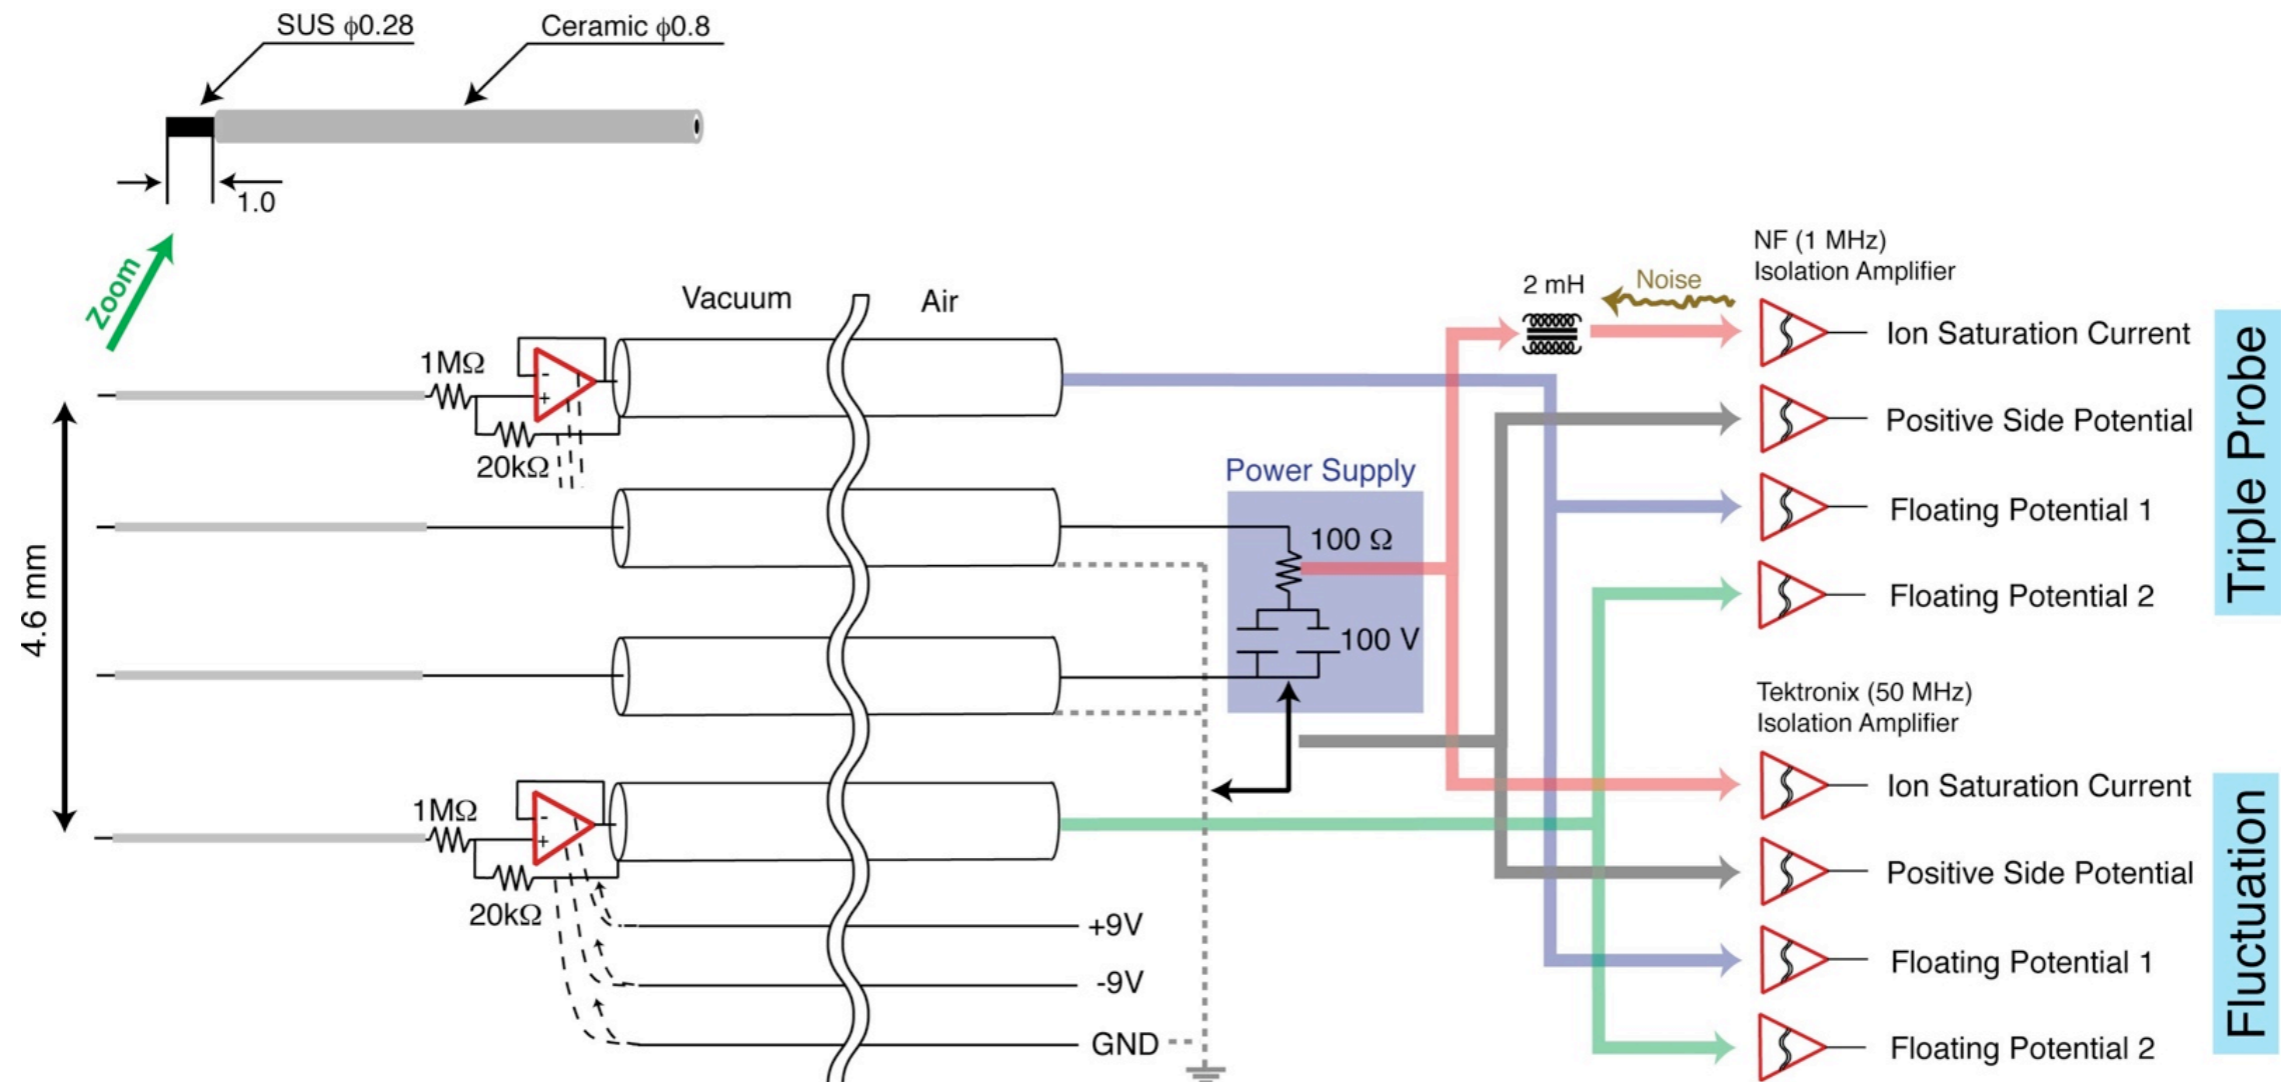 SUS ϕ0.28
Ceramic ϕ0.8
1.0
Zoom
Vacuum
Air
1MΩ
-
+
20kΩ
4.6 mm
1MΩ
-
+
20kΩ
+9V
-9V
GND
Power Supply
100 Ω
100 V
2 mH
Noise
NF (1 MHz)
Isolation Amplifier
Ion Saturation Current
Positive Side Potential
Floating Potential 1
Floating Potential 2
Triple Probe
Tektronix (50 MHz)
Isolation Amplifier
Ion Saturation Current
Positive Side Potential
Floating Potential 1
Floating Potential 2
Fluctuation